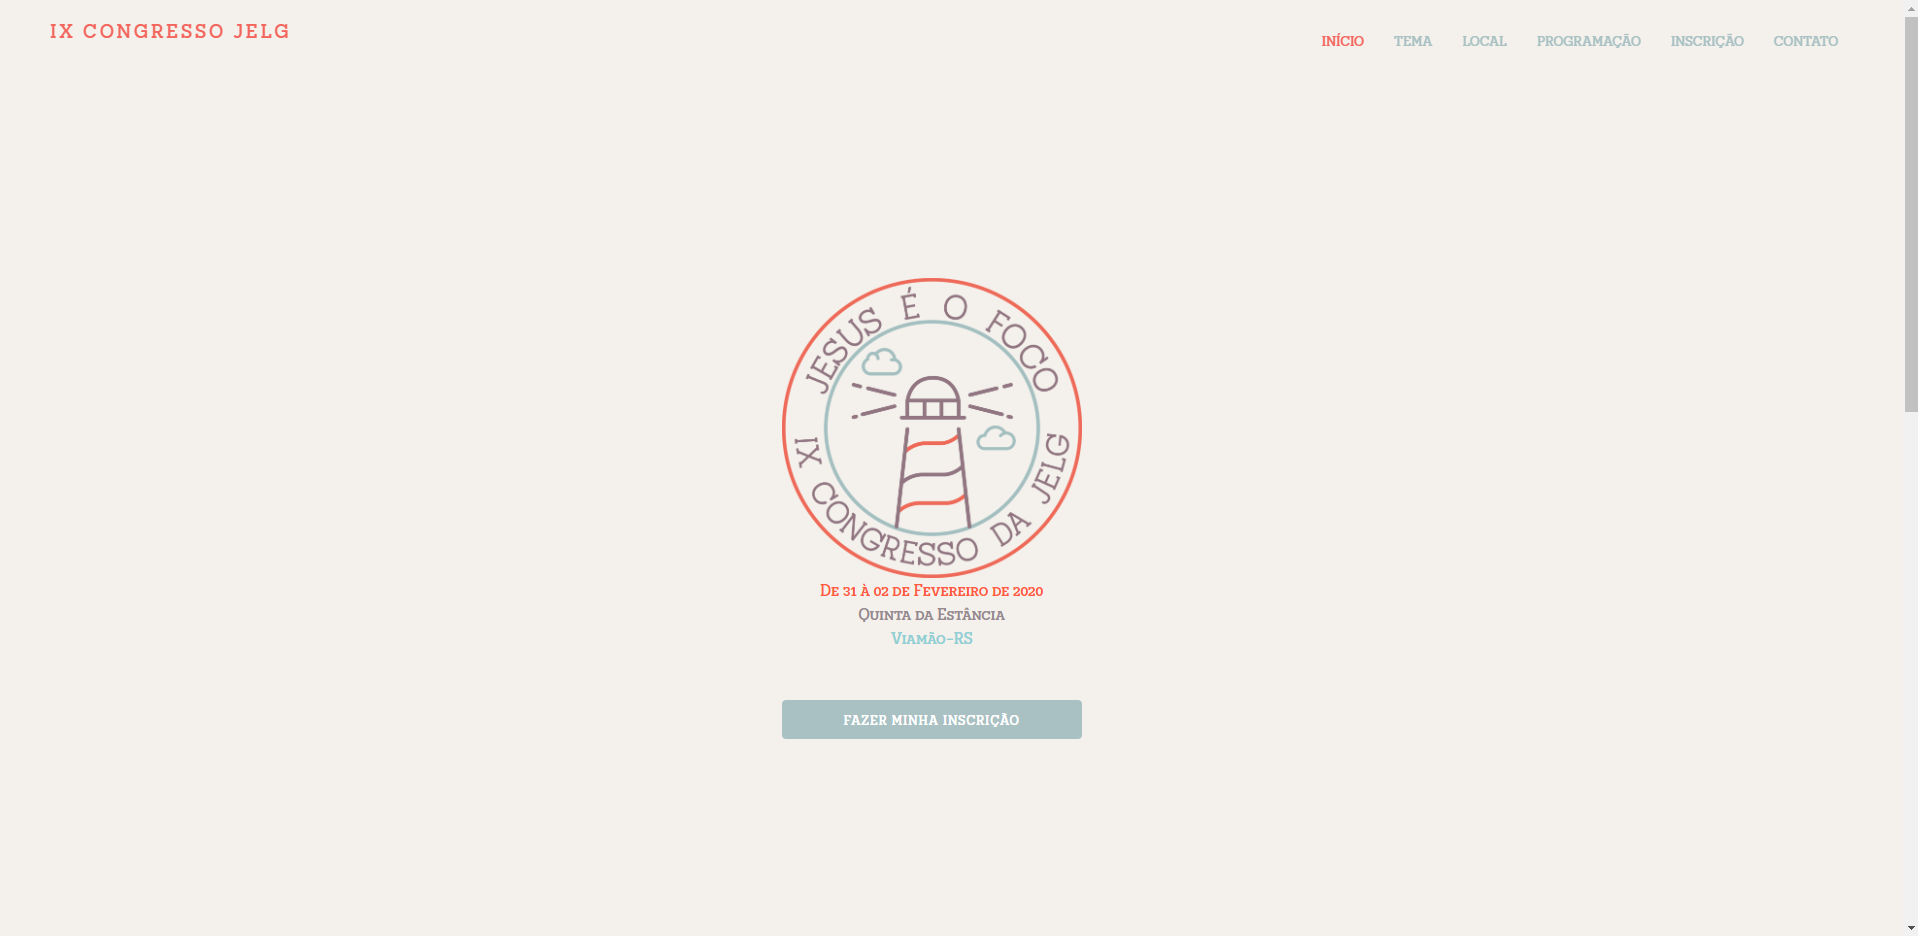 IX CONGRESSO JELG
INÍCIO TEMA LOCAL PROGRAMAÇÃO INSCRIÇÃO CONTATO
JESUS É O FOCO
IX CONGRESSO DA JELG
De 31 à 02 de Fevereiro de 2020
Quinta da Estância
Viamão-RS
FAZER MINHA INSCRIÇÃO